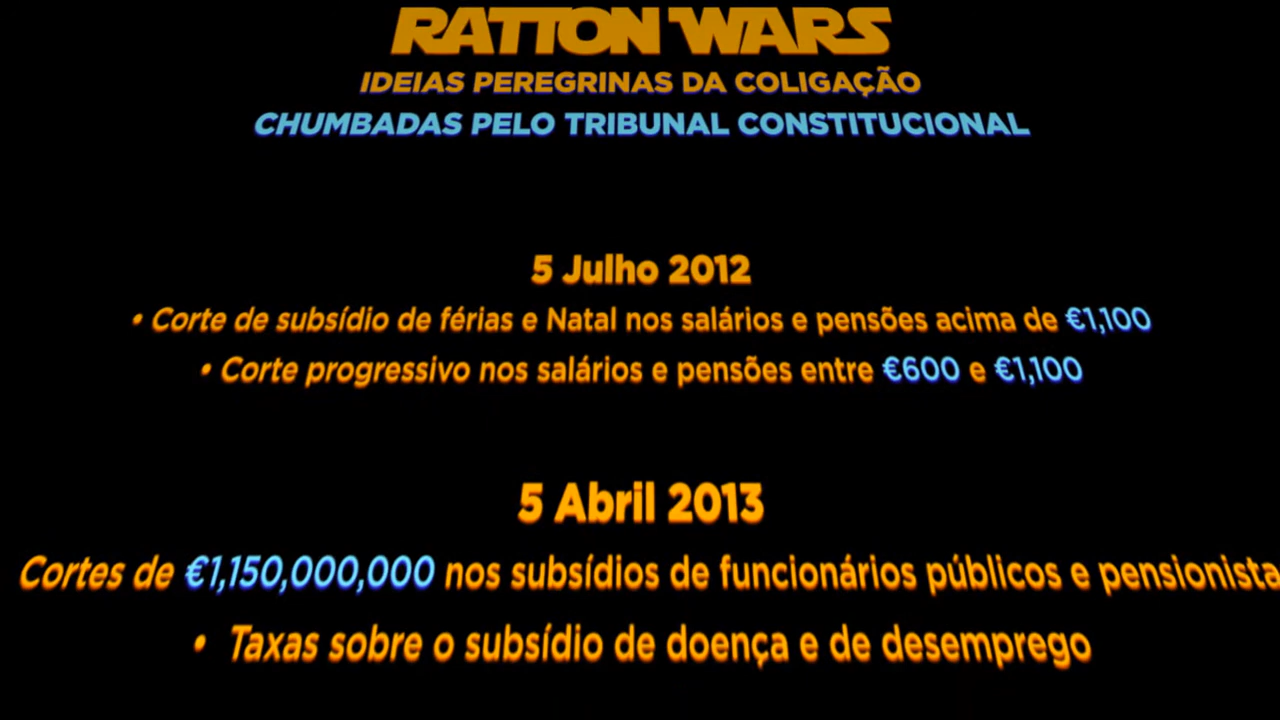 RATTON WARS
IDEIAS PEREGRINAS DA COLIGAÇÃO
CHUMBADAS PELO TRIBUNAL CONSTITUCIONAL
5 Julho 2012
• Corte de subsídio de férias e Natal nos salários e pensões acima de €1,100
• Corte progressivo nos salários e pensões entre €600 e €1,100
5 Abril 2013
Cortes de €1,150,000,000 nos subsídios de funcionários públicos e pensionista
• Taxas sobre o subsídio de doença e de desemprego